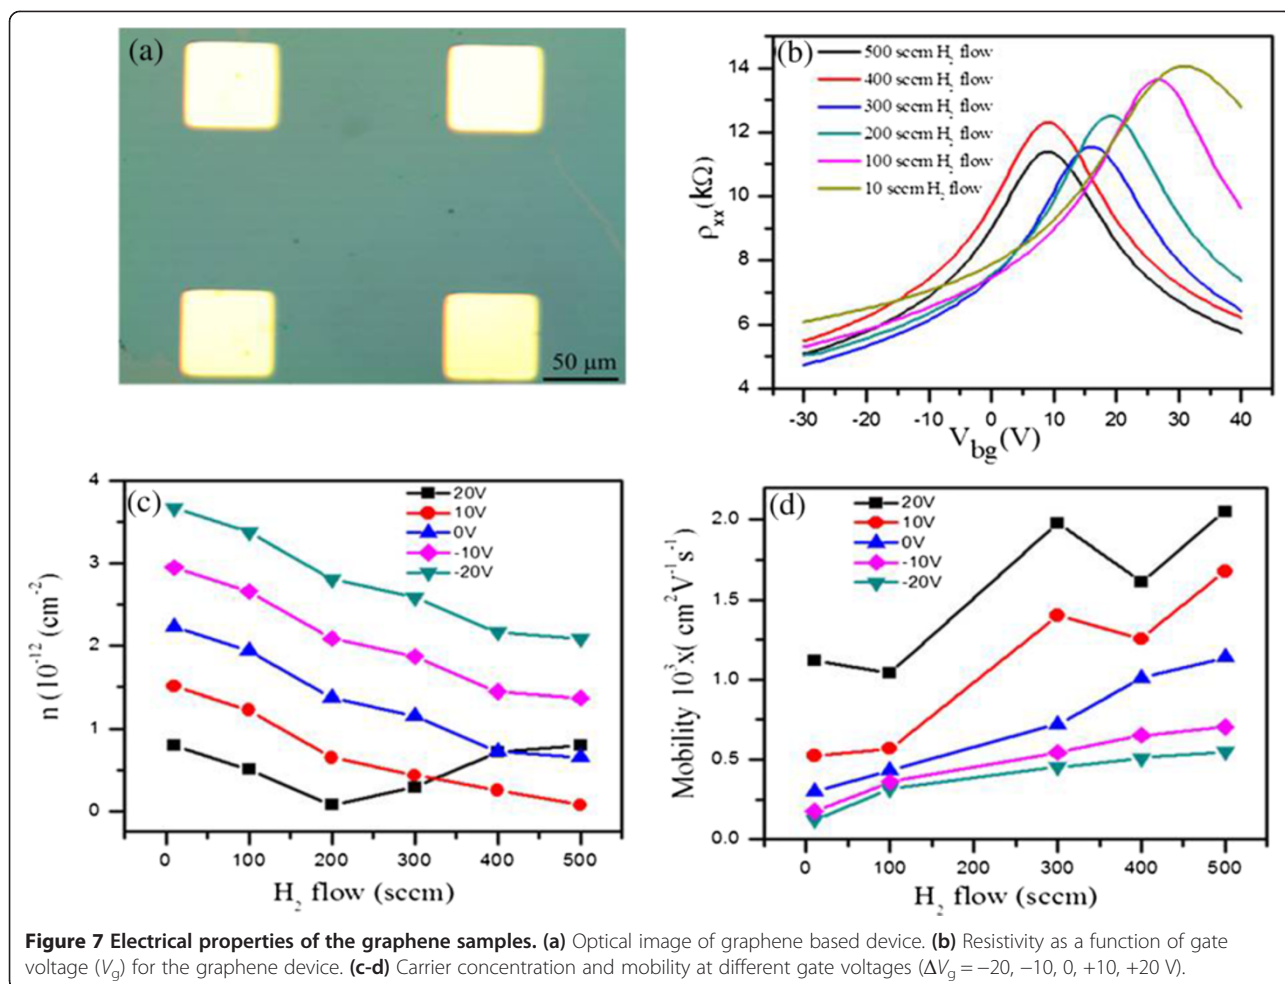 (a)
50 μm
(b)
500 sccm H₂ flow
400 sccm H₂ flow
300 sccm H₂ flow
200 sccm H₂ flow
100 sccm H₂ flow
10 sccm H₂ flow
14
12
10
8
6
4
ρxx (kΩ)
-30 -20 -10 0 10 20 30 40
Vbg (V)
(c)
20V
10V
0V
-10V
-20V
4
3
2
1
0
n (10⁻¹² (cm⁻²)
0 100 200 300 400 500
H₂ flow (sccm)
(d)
20V
10V
0V
-10V
-20V
2.0
1.5
1.0
0.5
0.0
Mobility 10³x( cm²V⁻¹s⁻¹)
0 100 200 300 400 500
H₂ flow (sccm)
Figure 7 Electrical properties of the graphene samples. (a) Optical image of graphene based device. (b) Resistivity as a function of gate
voltage (Vg) for the graphene device. (c-d) Carrier concentration and mobility at different gate voltages (ΔVg = −20, −10, 0, +10, +20 V).